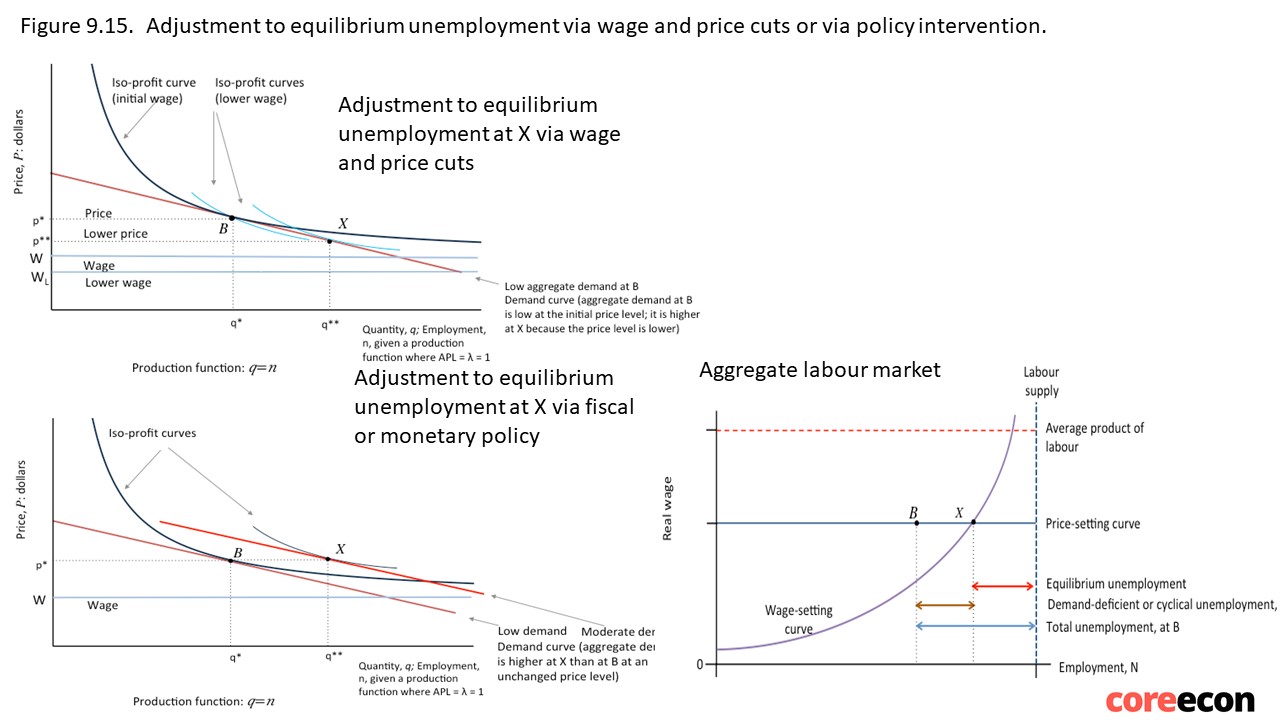 Figure 9.15. Adjustment to equilibrium unemployment via wage and price cuts or via policy intervention.
Price, P: dollars
Iso-profit curve
(initial wage)
Iso-profit curves
(lower wage)
Adjustment to equilibrium
unemployment at X via wage
and price cuts
p*
Price
B
X
p**
Lower price
W
Wage
WL
Lower wage
Low aggregate demand at B
Demand curve (aggregate demand at B
is low at the initial price level; it is higher
at X because the price level is lower)
q*
q**
Quantity, q; Employment,
n, given a production
function where APL = λ = 1
Production function: q=n
Adjustment to equilibrium
unemployment at X via fiscal
or monetary policy
Price, P: dollars
Iso-profit curves
B
X
p*
W
Wage
Low demand
Moderate der
Demand curve (aggregate der
is higher at X than at B at an
unchanged price level)
q*
q**
Quantity, q; Employment,
n, given a production
function where APL = λ = 1
Production function: q=n
Aggregate labour market
Labour
supply
Real wage
Average product of
labour
B
X
Price-setting curve
Equilibrium unemployment
Demand-deficient or cyclical unemployment,
Total unemployment, at B
Wage-setting
curve
0
Employment, N
coreecon